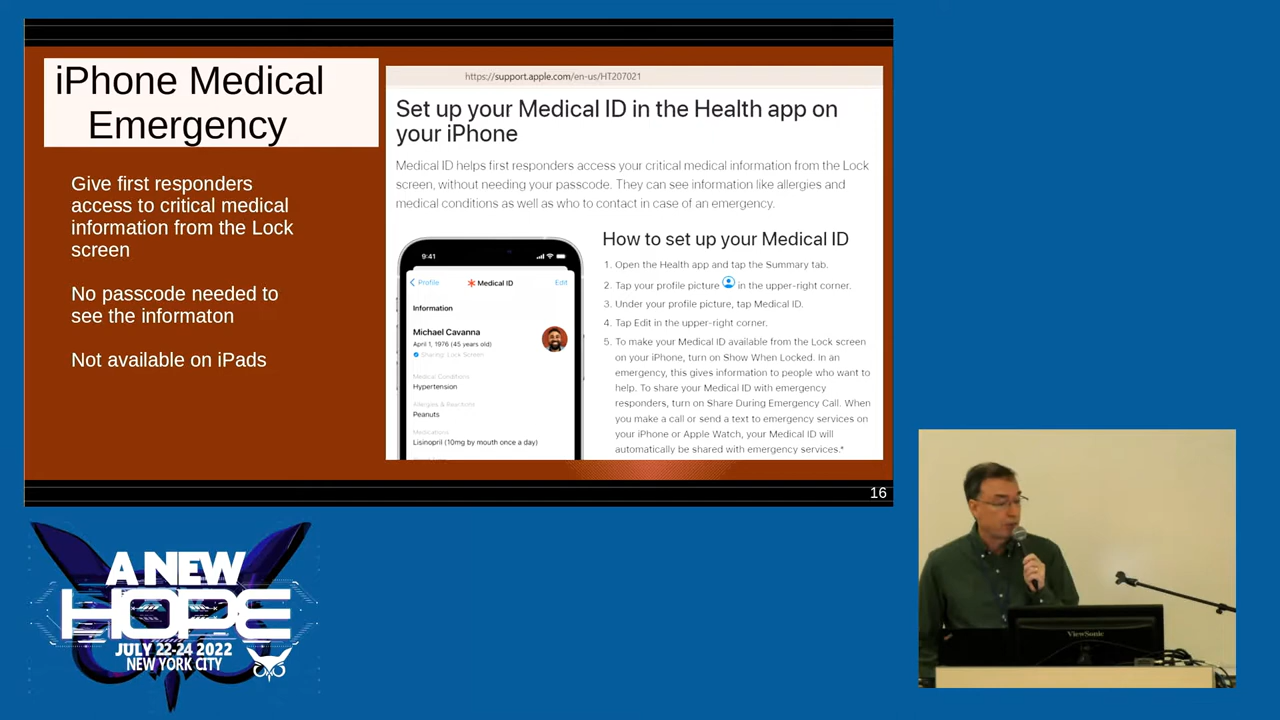 iPhone Medical
Emergency
Give first responders
access to critical medical
information from the Lock
screen
No passcode needed to
see the informaton
Not available on iPads
https://support.apple.com/en-us/HT207021
Set up your Medical ID in the Health app on
your iPhone
Medical ID helps first responders access your critical medical information from the Lock
screen, without needing your passcode. They can see information like allergies and
medical conditions as well as who to contact in case of an emergency.
9:41
Profile
Medical ID
Edit
Information
Michael Cavanna
April 1, 1976 (45 years old)
Sharing: Lock Screen
Medical Conditions
Hypertension
Allergies & Reactions
Peanuts
Medications
Lisinopril (10mg by mouth once a day)
How to set up your Medical ID
1. Open the Health app and tap the Summary tab.
2. Tap your profile picture in the upper-right corner.
3. Under your profile picture, tap Medical ID.
4. Tap Edit in the upper-right corner.
5. To make your Medical ID available from the Lock screen
on your iPhone, turn on Show When Locked. In an
emergency, this gives information to people who want to
help. To share your Medical ID with emergency
responders, turn on Share During Emergency Call. When
you make a call or send a text to emergency services on
your iPhone or Apple Watch, your Medical ID will
automatically be shared with emergency services.*
16
A NEW
HOPE
JULY 22-24 2022
NEW YORK CITY
ViewSonic